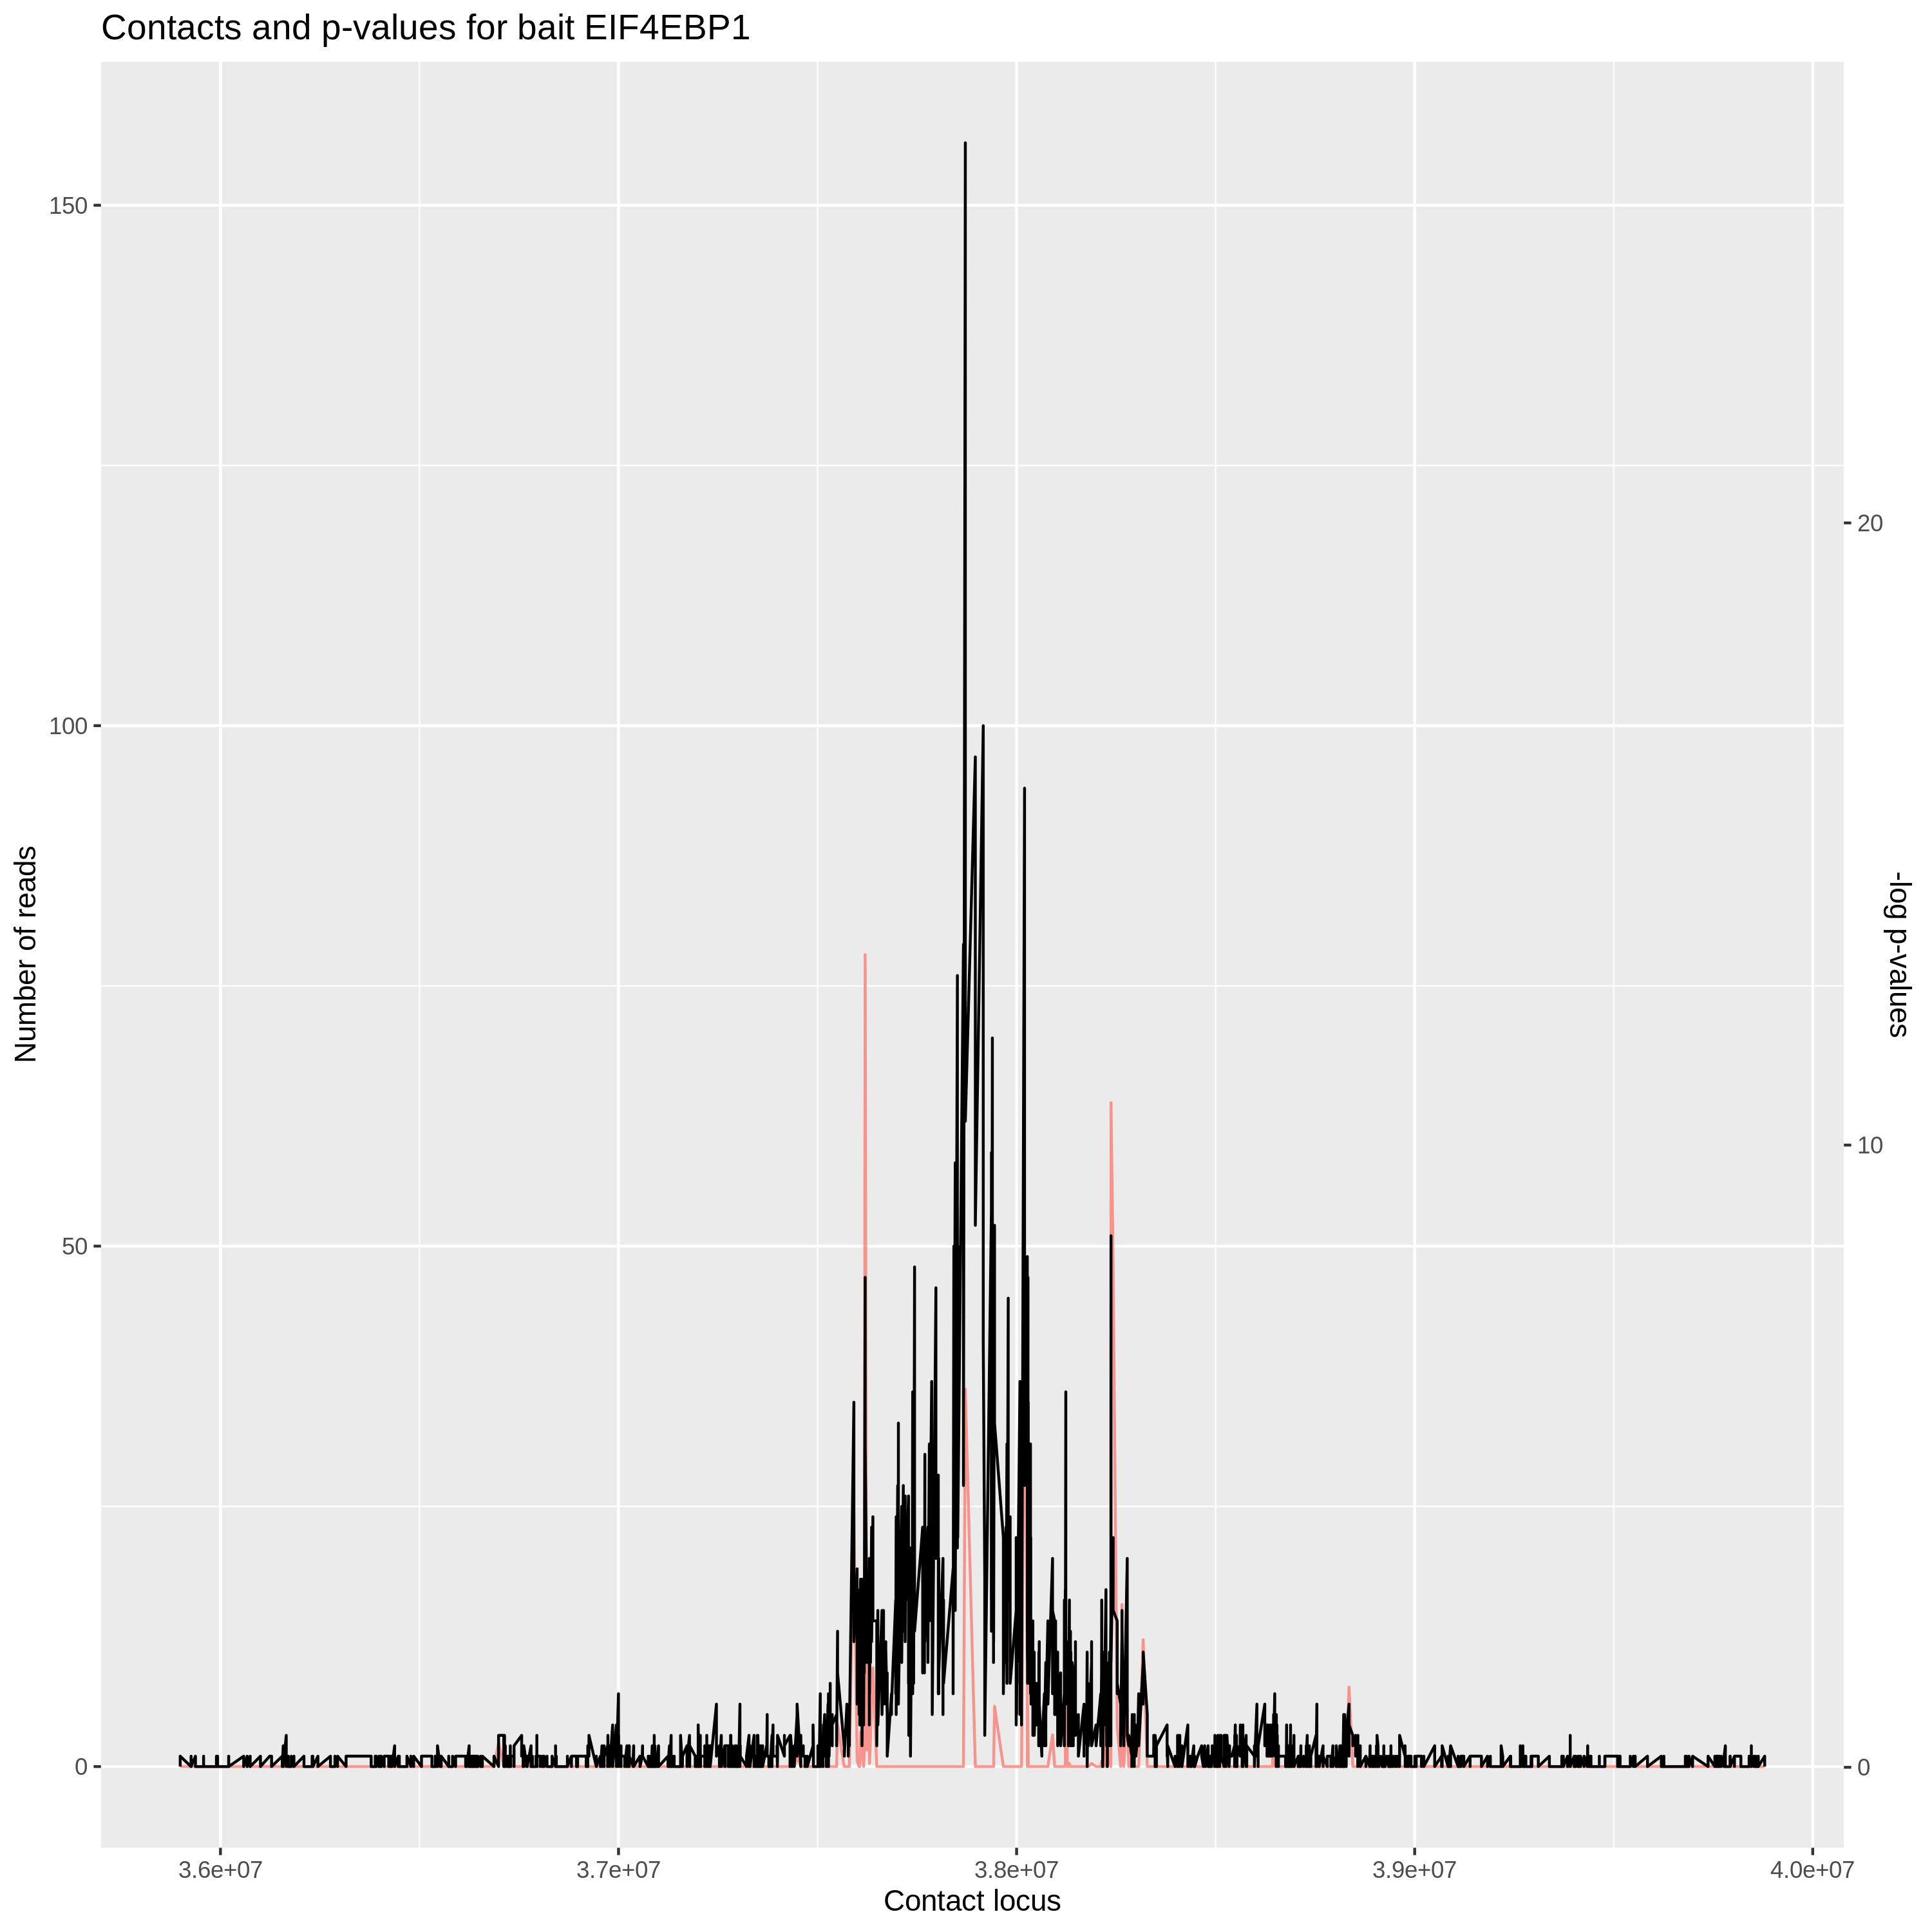 Contacts and p-values for bait EIF4EBP1
150
100
50
0
Number of reads
20
10
0
-log p-values
3.6e+07
3.7e+07
3.8e+07
3.9e+07
4.0e+07
Contact locus